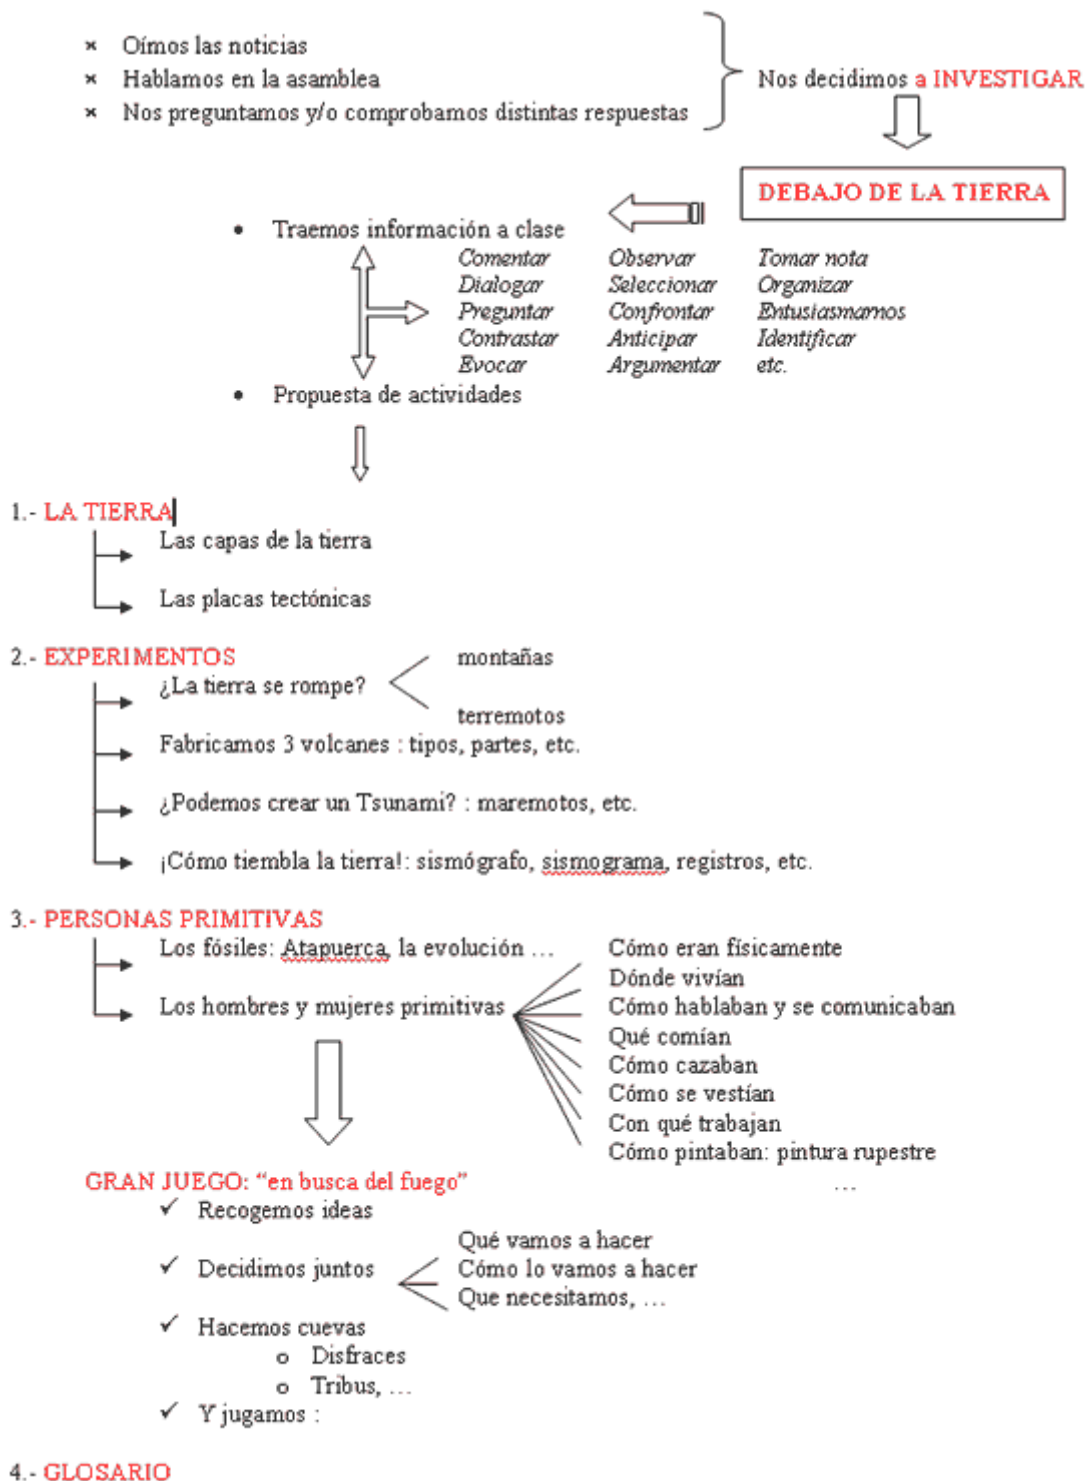 × Oímos las noticias
× Hablamos en la asamblea
× Nos preguntamos y/o comprobamos distintas respuestas
Nos decidimos a INVESTIGAR
DEBAJO DE LA TIERRA
• Traemos información a clase
Comentar Observar Tomar nota
Dialogar Seleccionar Organizar
Preguntar Confrontar Entusiasmarnos
Contrastar Anticipar Identificar
Evocar Argumentar etc.
• Propuesta de actividades
1.- LA TIERRA
Las capas de la tierra
Las placas tectónicas
2.- EXPERIMENTOS
¿La tierra se rompe?
montañas
terremotos
Fabricamos 3 volcanes : tipos, partes, etc.
¿Podemos crear un Tsunami? : maremotos, etc.
¡Cómo tiembla la tierra!: sismógrafo, sismograma, registros, etc.
3.- PERSONAS PRIMITIVAS
Los fósiles: Atapuerca, la evolución ...
Los hombres y mujeres primitivas
Cómo eran físicamente
Dónde vivían
Cómo hablaban y se comunicaban
Qué comían
Cómo cazaban
Cómo se vestían
Con qué trabajan
Cómo pintaban: pintura rupestre
...
GRAN JUEGO: “en busca del fuego”
✓ Recogemos ideas
✓ Decidimos juntos
Qué vamos a hacer
Cómo lo vamos a hacer
Que necesitamos, ...
✓ Hacemos cuevas
o Disfraces
o Tribus, ...
✓ Y jugamos :
4.- GLOSARIO